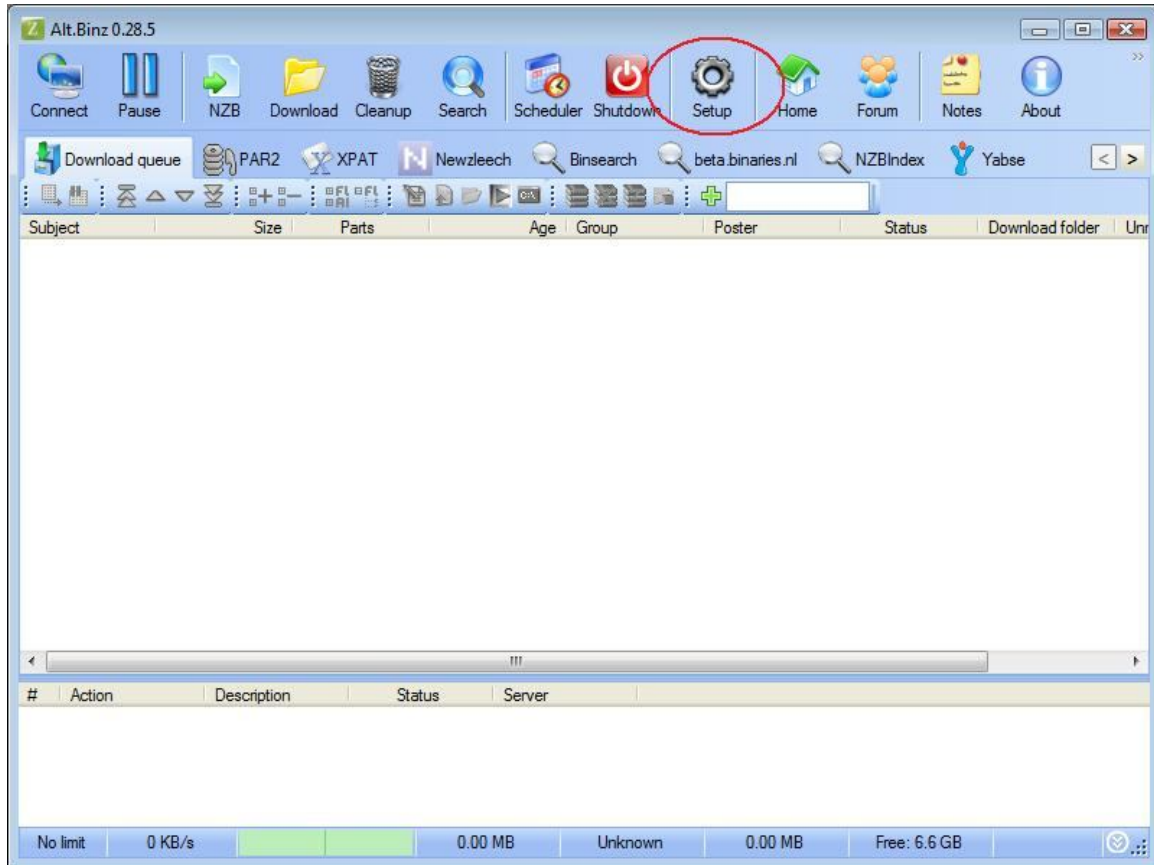 Alt.Binz 0.28.5
Connect Pause NZB Download Cleanup Search Scheduler Shutdown Setup Home Forum Notes About
Download queue PAR2 XPAT Newzleech Binsearch beta.binaries.nl NZBIndex Yabse
Subject Size Parts Age Group Poster Status Download folder Unr
# Action Description Status Server
No limit 0 KB/s 0.00 MB Unknown 0.00 MB Free: 6.6 GB